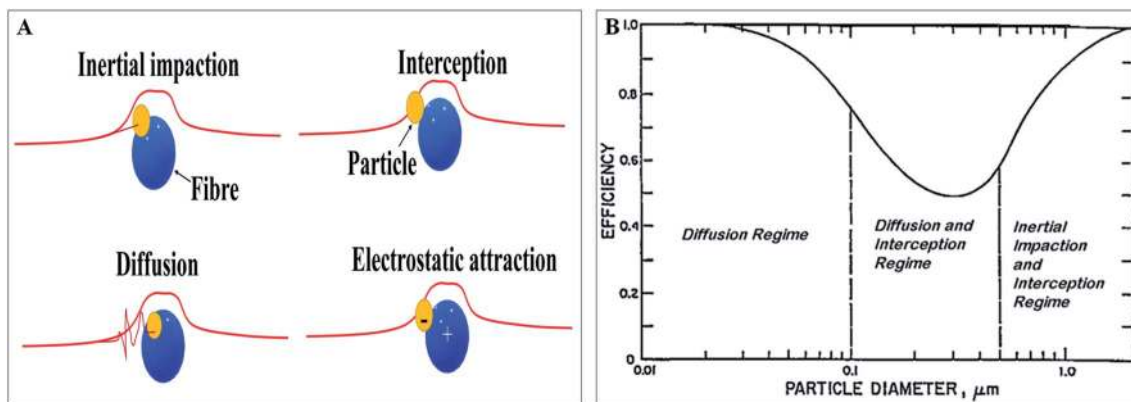 A
Inertial impaction
Interception
Particle
Fibre
Diffusion
Electrostatic attraction
-
+
B
1.0
0.8
0.6
0.4
0.2
0
EFFICIENCY
Diffusion Regime
Diffusion and
Interception
Regime
Inertial
Impaction
and
Interception
Regime
0.01
0.1
1.0
PARTICLE DIAMETER, μm